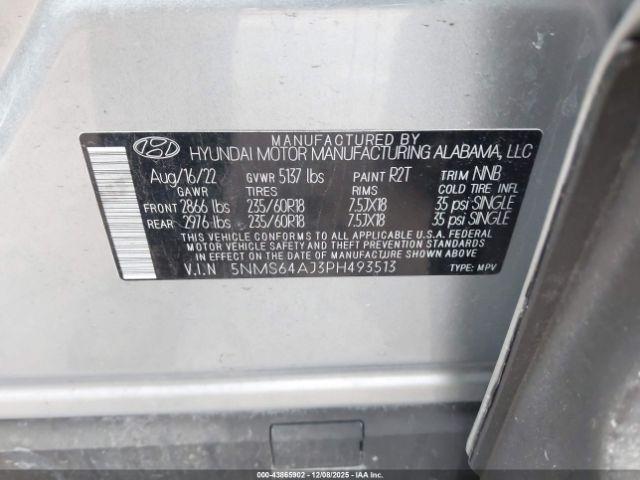 MANUFACTURED BY
HYUNDAI MOTOR MANUFACTURING ALABAMA, LLC
Aug/16/22 GVWR 5137 lbs PAINT R2T TRIM NNB
GAWR TIRES RIMS COLD TIRE INFL
FRONT 2866 lbs 235/60R18 7.5JX18 35 psi SINGLE
REAR 2976 lbs 235/60R18 7.5JX18 35 psi SINGLE
THIS VEHICLE CONFORMS TO ALL APPLICABLE U.S.A. FEDERAL
MOTOR VEHICLE SAFETY AND THEFT PREVENTION STANDARDS
IN EFFECT ON THE DATE OF MANUFACTURE SHOWN ABOVE.
V.I.N 5NMS64AJ3PH493513 TYPE: MPV
© IAA 000-43865902 - 12/08/2025 - IAAI.COM